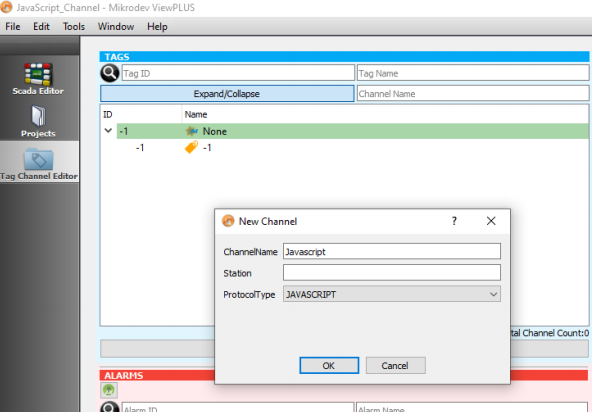 JavaScript_Channel - Mikrodev ViewPLUS
File Edit Tools Window Help
Scada Editor
Projects
Tag Channel Editor
TAGS
Tag ID Tag Name
Expand/Collapse Channel Name
ID Name
-1 None
-1 -1
New Channel ?
ChannelName Javascript
Station
ProtocolType JAVASCRIPT
OK Cancel
Channel Count:0
ALARMS
Alarm ID Alarm Name